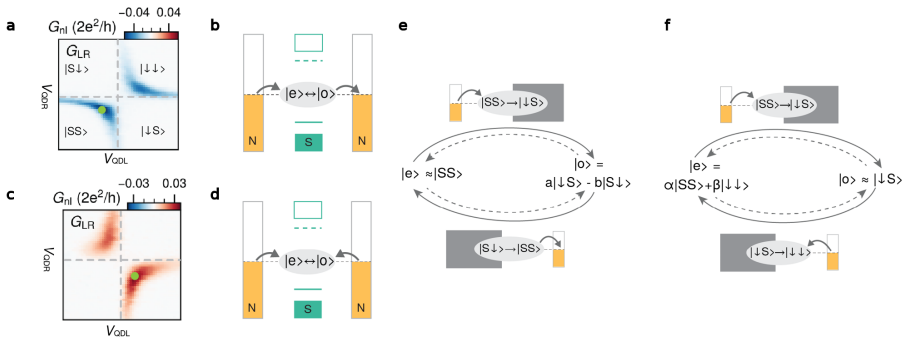 a
G_nl (2e²/h)
−0.04 0.04
G_LR
|S↓> |↓↓>
|SS> |↓S>
V_QDR
V_QDL
b
|e>↔|o>
N S N
c
G_nl (2e²/h)
−0.03 0.03
G_LR
V_QDR
V_QDL
d
|e>↔|o>
N S N
e
|SS>→|↓S>
|e> ≈|SS>
|o> =
a|↓S> - b|S↓>
|S↓>→|SS>
f
|SS>→|↓S>
|e> =
α|SS>+β|↓↓>
|o> ≈ |↓S>
|↓S>→|↓↓>